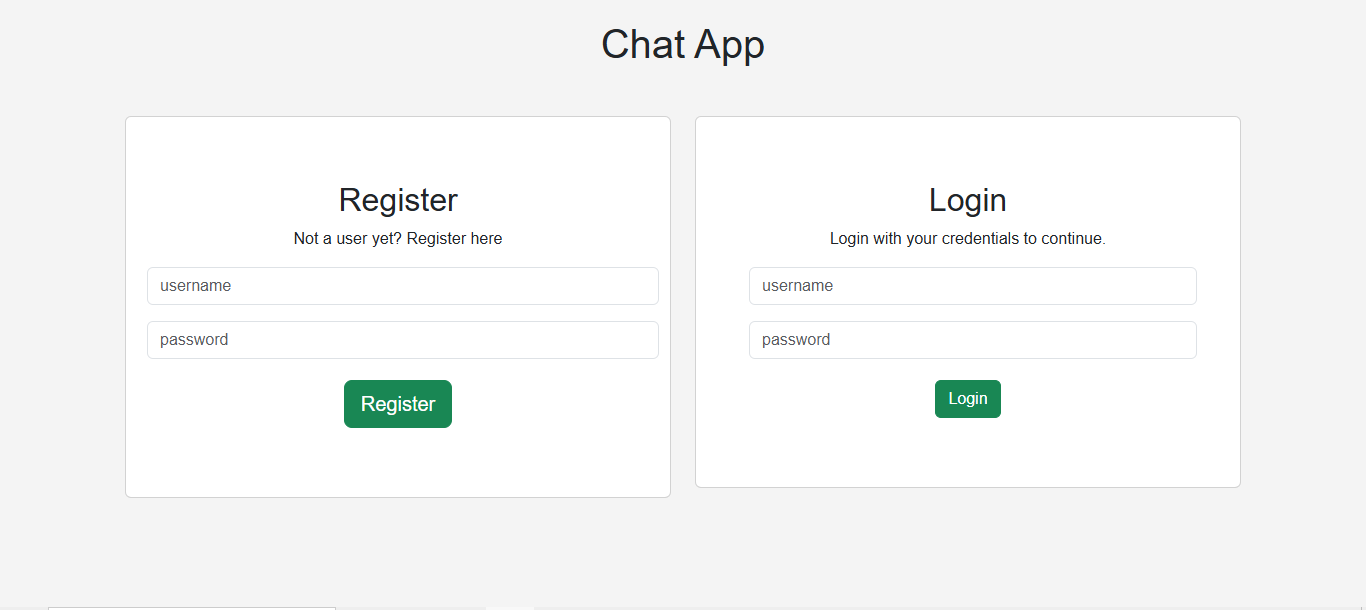 Chat App
Register
Not a user yet? Register here
username
password
Register
Login
Login with your credentials to continue.
username
password
Login